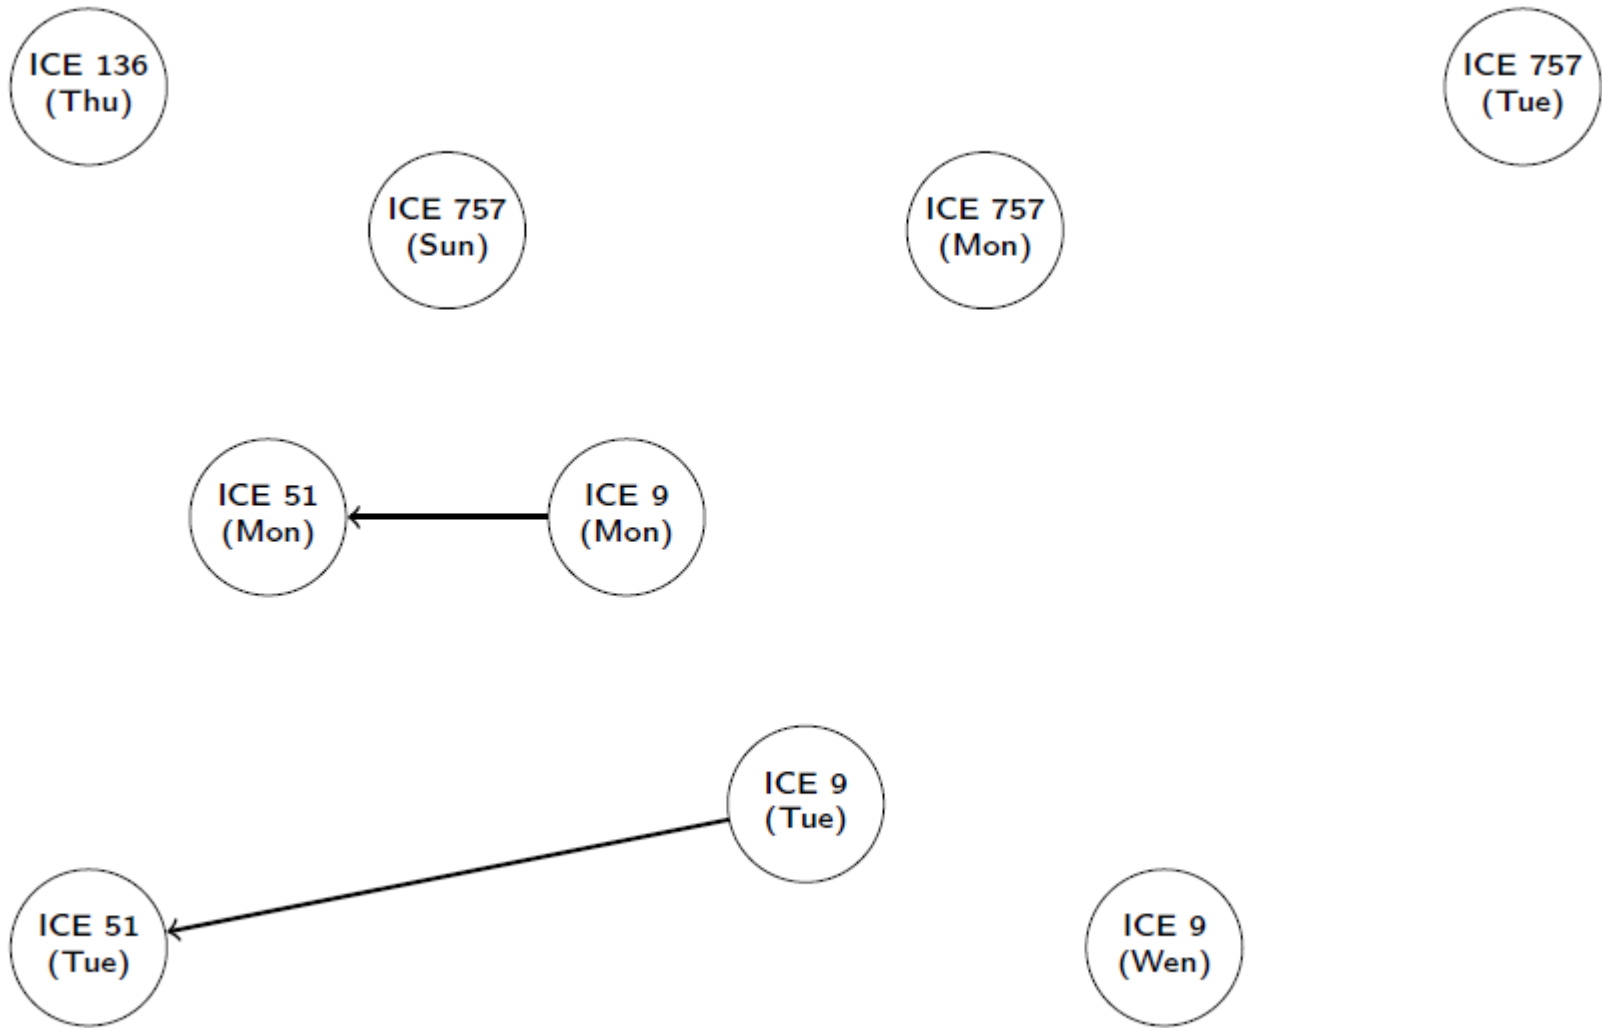 ICE 136
(Thu)
ICE 757
(Tue)
ICE 757
(Sun)
ICE 757
(Mon)
ICE 51
(Mon)
ICE 9
(Mon)
ICE 9
(Tue)
ICE 51
(Tue)
ICE 9
(Wen)